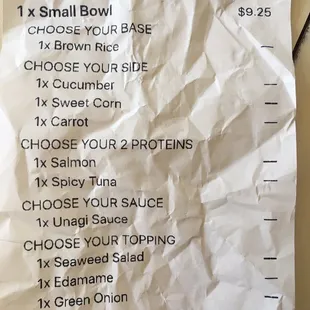 1 x Small Bowl $9.25
CHOOSE YOUR BASE
1x Brown Rice —
CHOOSE YOUR SIDE
1x Cucumber —
1x Sweet Corn —
1x Carrot —
CHOOSE YOUR 2 PROTEINS
1x Salmon —
1x Spicy Tuna —
CHOOSE YOUR SAUCE
1x Unagi Sauce —
CHOOSE YOUR TOPPING
1x Seaweed Salad —
1x Edamame —
1x Green Onion —